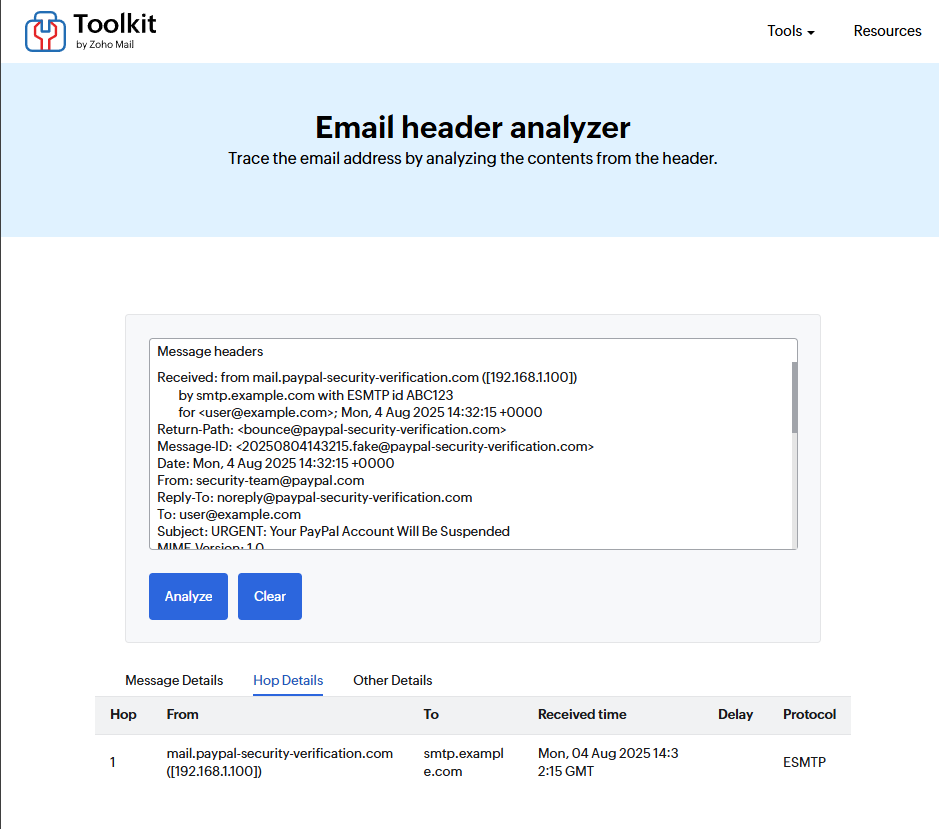 Toolkit
by Zoho Mail
Tools
Resources
Email header analyzer
Trace the email address by analyzing the contents from the header.
Message headers
Received: from mail.paypal-security-verification.com ([192.168.1.100])
by smtp.example.com with ESMTP id ABC123
for <user@example.com>; Mon, 4 Aug 2025 14:32:15 +0000
Return-Path: <bounce@paypal-security-verification.com>
Message-ID: <20250804143215.fake@paypal-security-verification.com>
Date: Mon, 4 Aug 2025 14:32:15 +0000
From: security-team@paypal.com
Reply-To: noreply@paypal-security-verification.com
To: user@example.com
Subject: URGENT: Your PayPal Account Will Be Suspended
MIME-Version: 1.0
Analyze
Clear
Message Details
Hop Details
Other Details
Hop From To Received time Delay Protocol
1 mail.paypal-security-verification.com smtp.exampl Mon, 04 Aug 2025 14:3 ESMTP
([192.168.1.100]) e.com 2:15 GMT